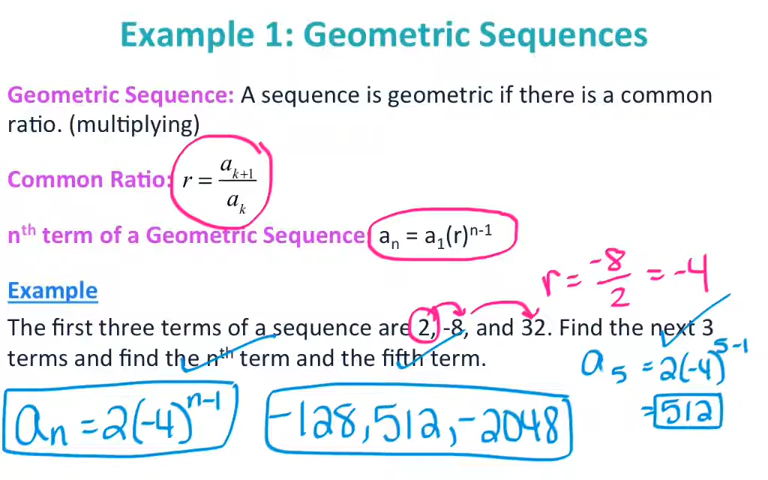 Example 1: Geometric Sequences
Geometric Sequence: A sequence is geometric if there is a common
ratio. (multiplying)
Common Ratio: r = a_{k+1} / a_k
n^{th} term of a Geometric Sequence: a_n = a_1(r)^{n-1}
r = -8/2 = -4
Example
The first three terms of a sequence are 2, -8, and 32. Find the next 3
terms and find the n^{th} term and the fifth term.
a_5 = 2(-4)^{5-1}
= 512
a_n = 2(-4)^{n-1}
-128, 512, -2048